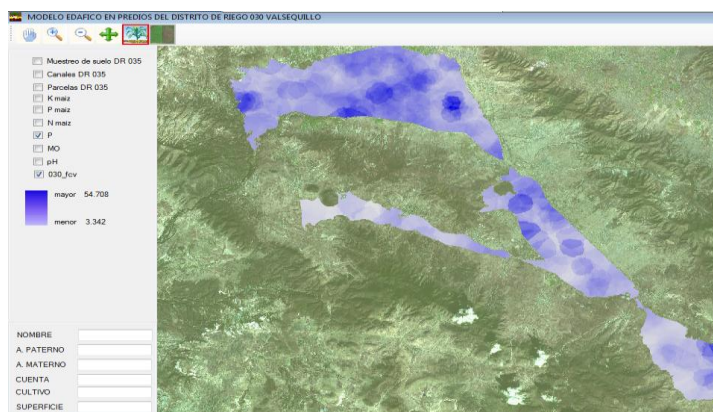 MODELO EDAFICO EN PREDIOS DEL DISTRITO DE RIEGO 030 VALSEQUILLO
Muestreo de suelo DR 035
Canales DR 035
Parcelas DR 035
K maiz
P maiz
N maiz
P
MO
pH
030_fcv
mayor 54.708
menor 3.342
NOMBRE
A. PATERNO
A. MATERNO
CUENTA
CULTIVO
SUPERFICIE